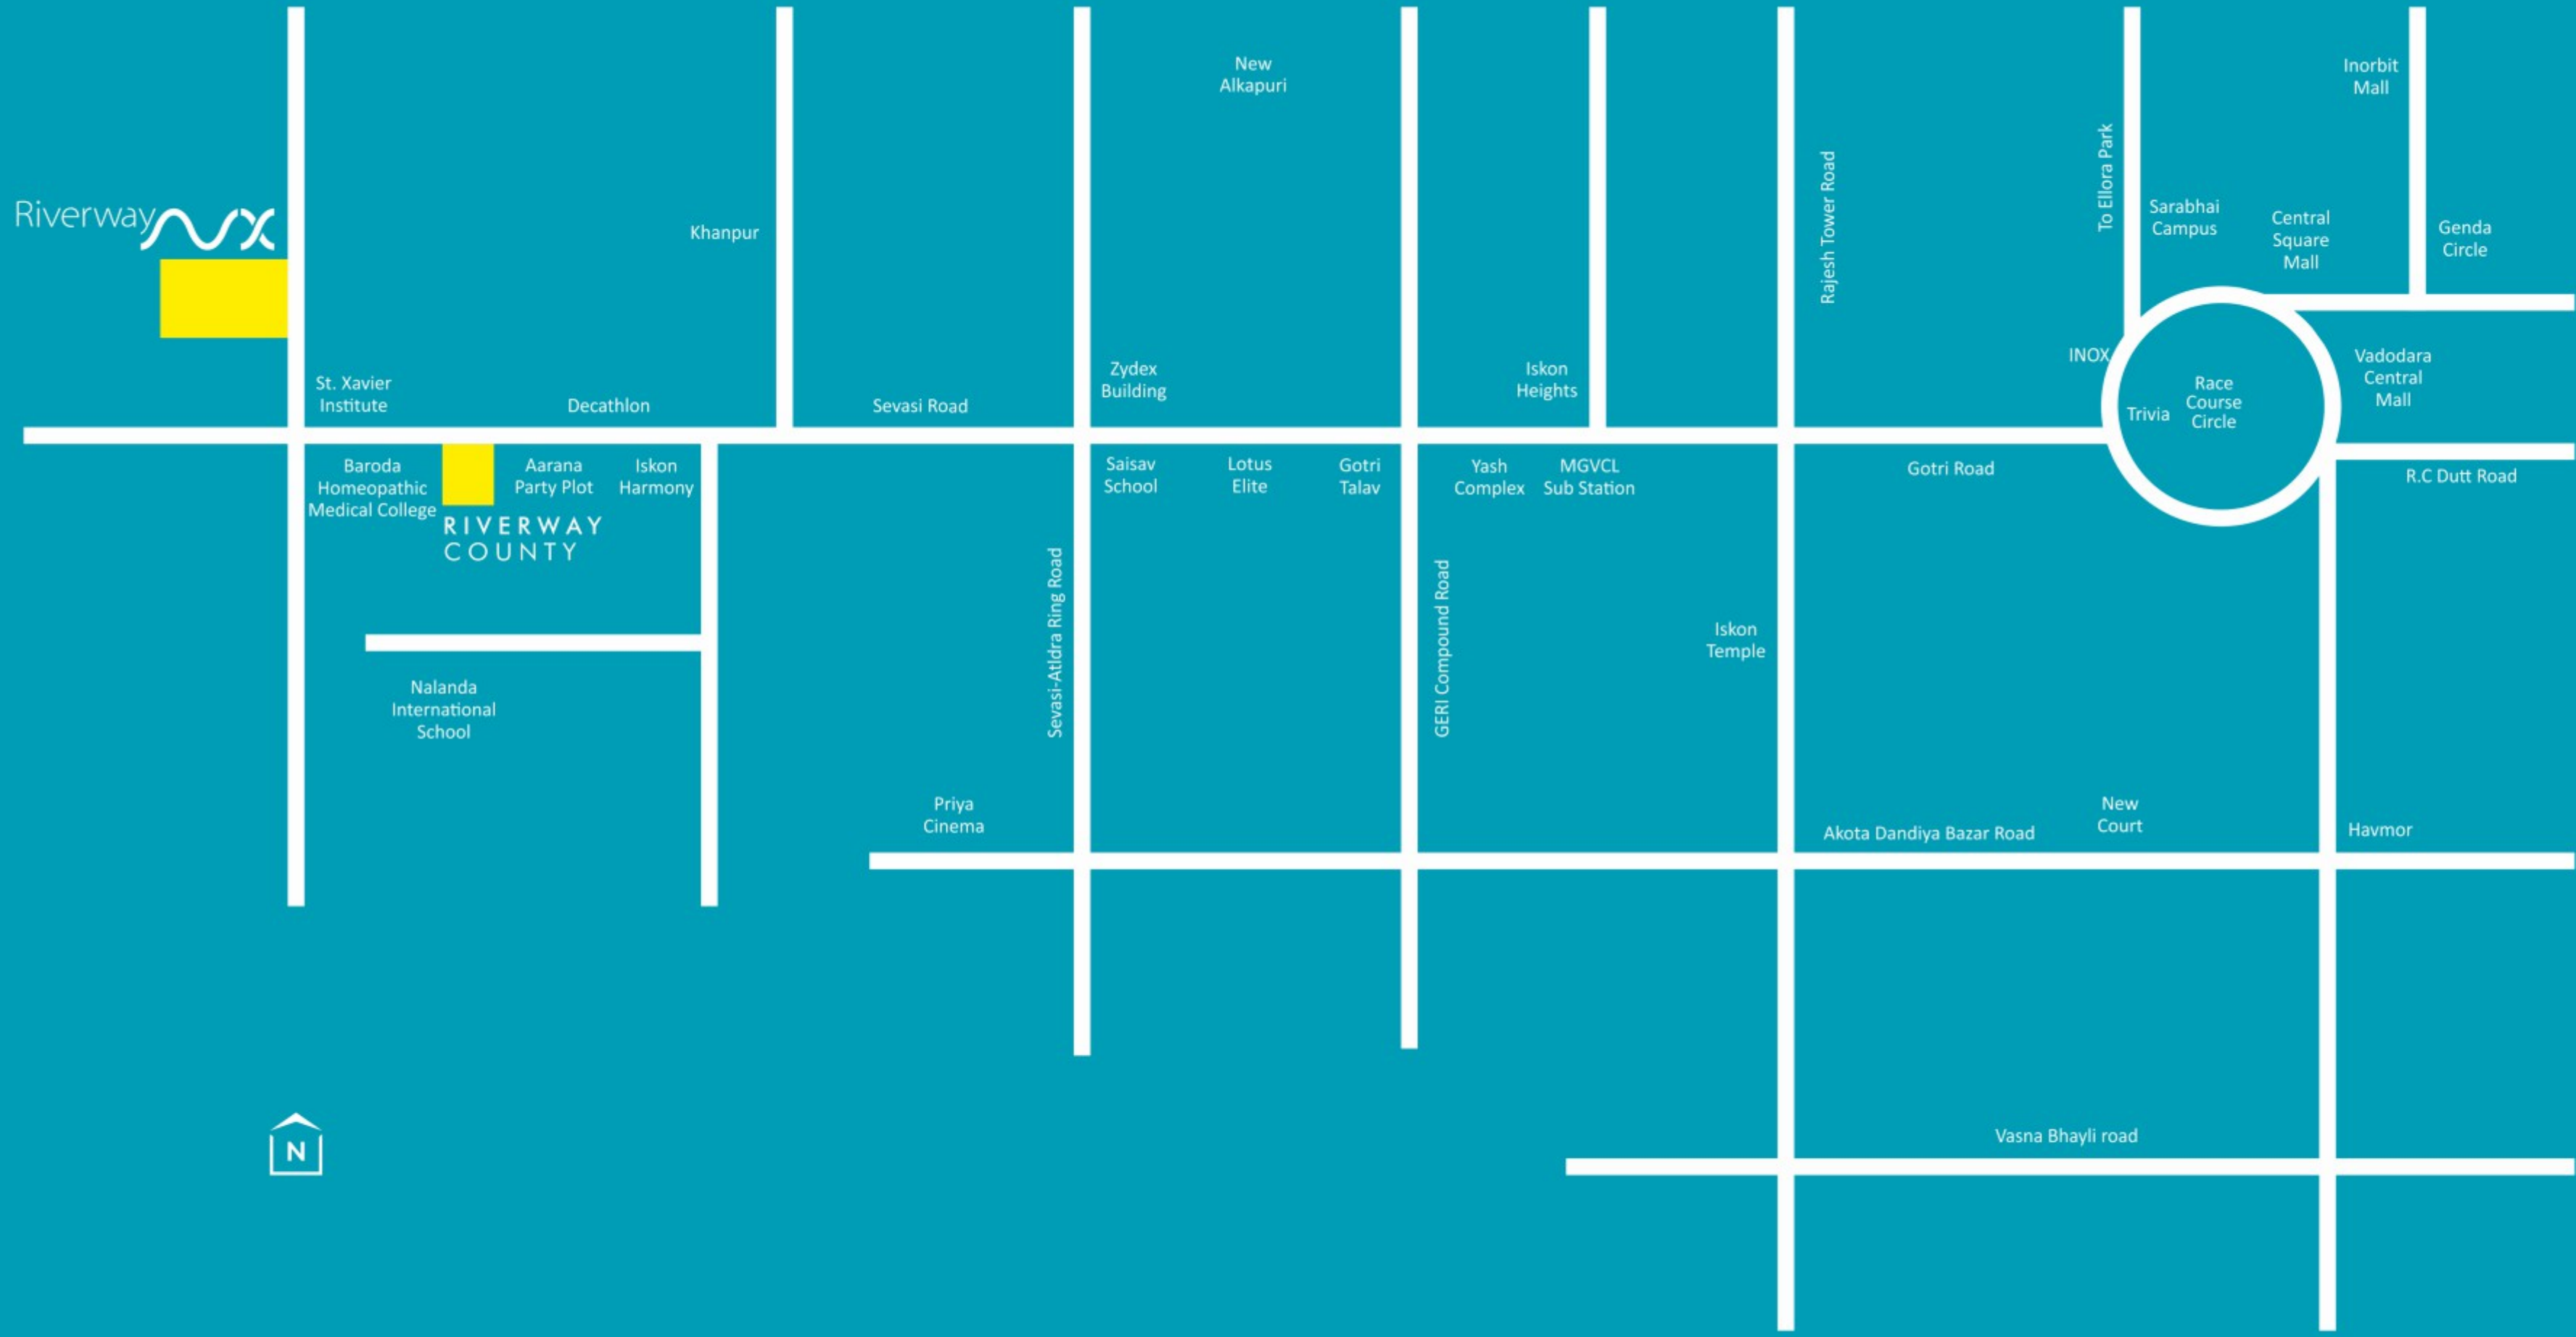 New
Alkapuri
Inorbit
Mall
To Ellora Park
Rajesh Tower Road
Riverway
NX
Khanpur
Sarabhai
Campus
Central
Square
Mall
Genda
Circle
St. Xavier
Institute
Decathlon
Sevasi Road
Zydex
Building
Iskon
Heights
INOX
Trivia
Race
Course
Circle
Vadodara
Central
Mall
Baroda
Homeopathic
Medical College
Aarana
Party Plot
Iskon
Harmony
Saisav
School
Lotus
Elite
Gotri
Talav
Yash
Complex
MGVCL
Sub Station
Gotri Road
R.C Dutt Road
RIVERWAY
COUNTY
Sevasi-Atldra Ring Road
GERI Compound Road
Iskon
Temple
Nalanda
International
School
Priya
Cinema
Akota Dandiya Bazar Road
New
Court
Havmor
Vasna Bhayli road
N